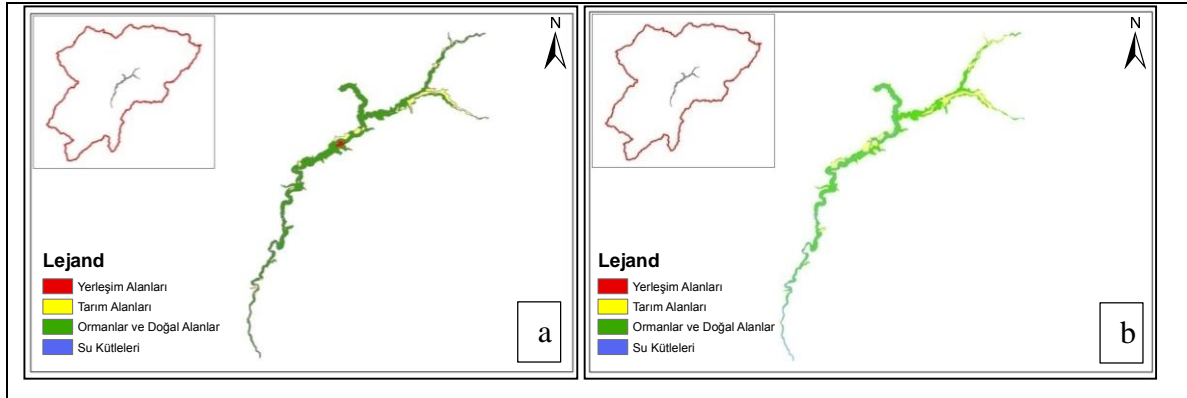 N
Lejand
Yerleşim Alanları
Tarım Alanları
Ormanlar ve Doğal Alanlar
Su Kütleleri
a
N
Lejand
Yerleşim Alanları
Tarım Alanları
Ormanlar ve Doğal Alanlar
Su Kütleleri
b